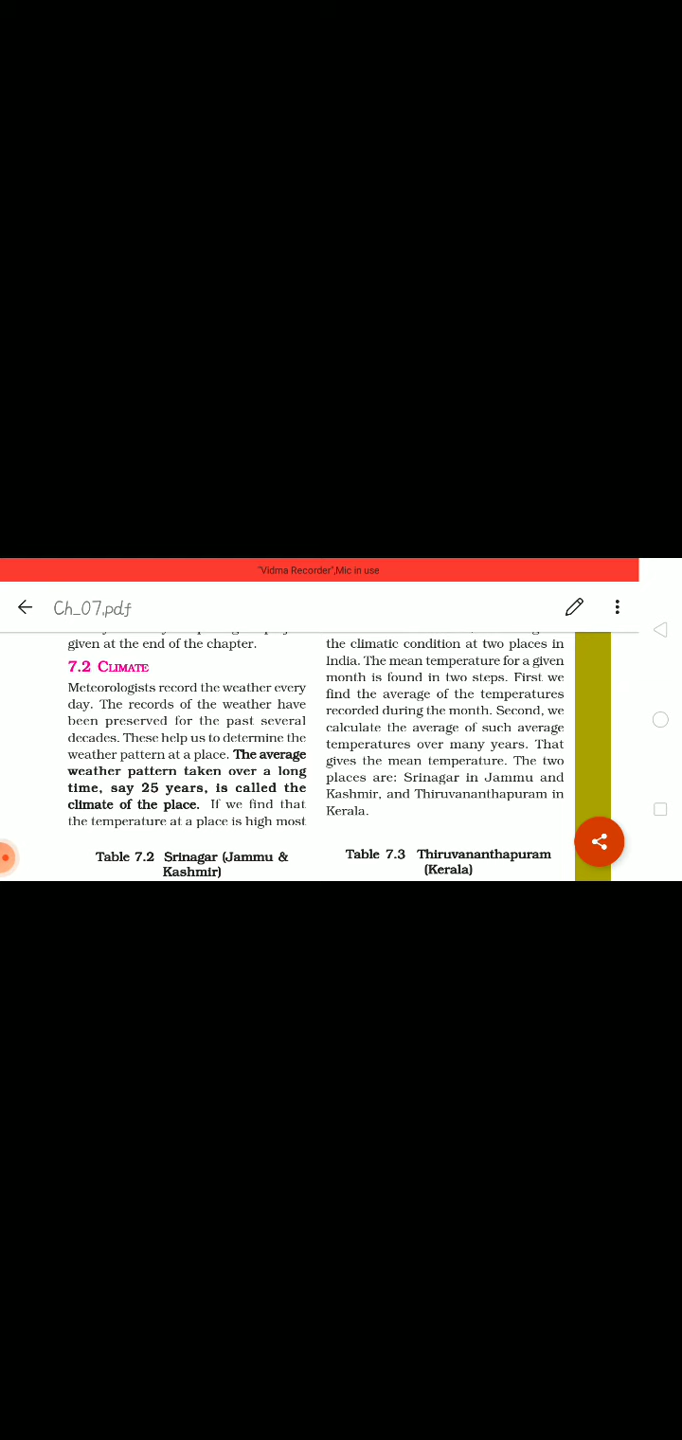 "Vidma Recorder",Mic in use
Ch_07.pdf
given at the end of the chapter.
7.2 CLIMATE
Meteorologists record the weather every
day. The records of the weather have
been preserved for the past several
decades. These help us to determine the
weather pattern at a place. The average
weather pattern taken over a long
time, say 25 years, is called the
climate of the place. If we find that
the temperature at a place is high most
Table 7.2 Srinagar (Jammu &
Kashmir)
the climatic condition at two places in
India. The mean temperature for a given
month is found in two steps. First we
find the average of the temperatures
recorded during the month. Second, we
calculate the average of such average
temperatures over many years. That
gives the mean temperature. The two
places are: Srinagar in Jammu and
Kashmir, and Thiruvananthapuram in
Kerala.
Table 7.3 Thiruvananthapuram
(Kerala)